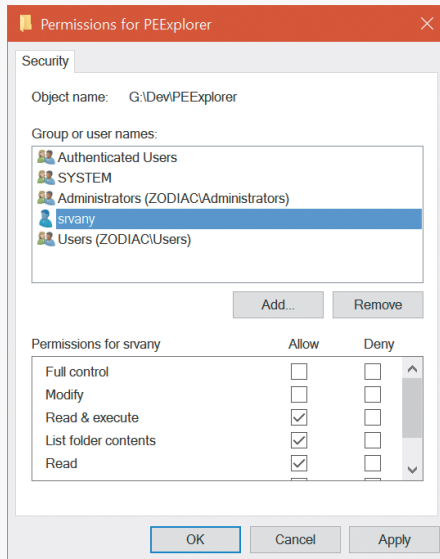 Permissions for PEExplorer
Security
Object name: G:\Dev\PEExplorer
Group or user names:
Authenticated Users
SYSTEM
Administrators (ZODIAC\Administrators)
srvany
Users (ZODIAC\Users)
Add... Remove
Permissions for srvany Allow Deny
Full control
Modify
Read & execute
List folder contents
Read
OK Cancel Apply